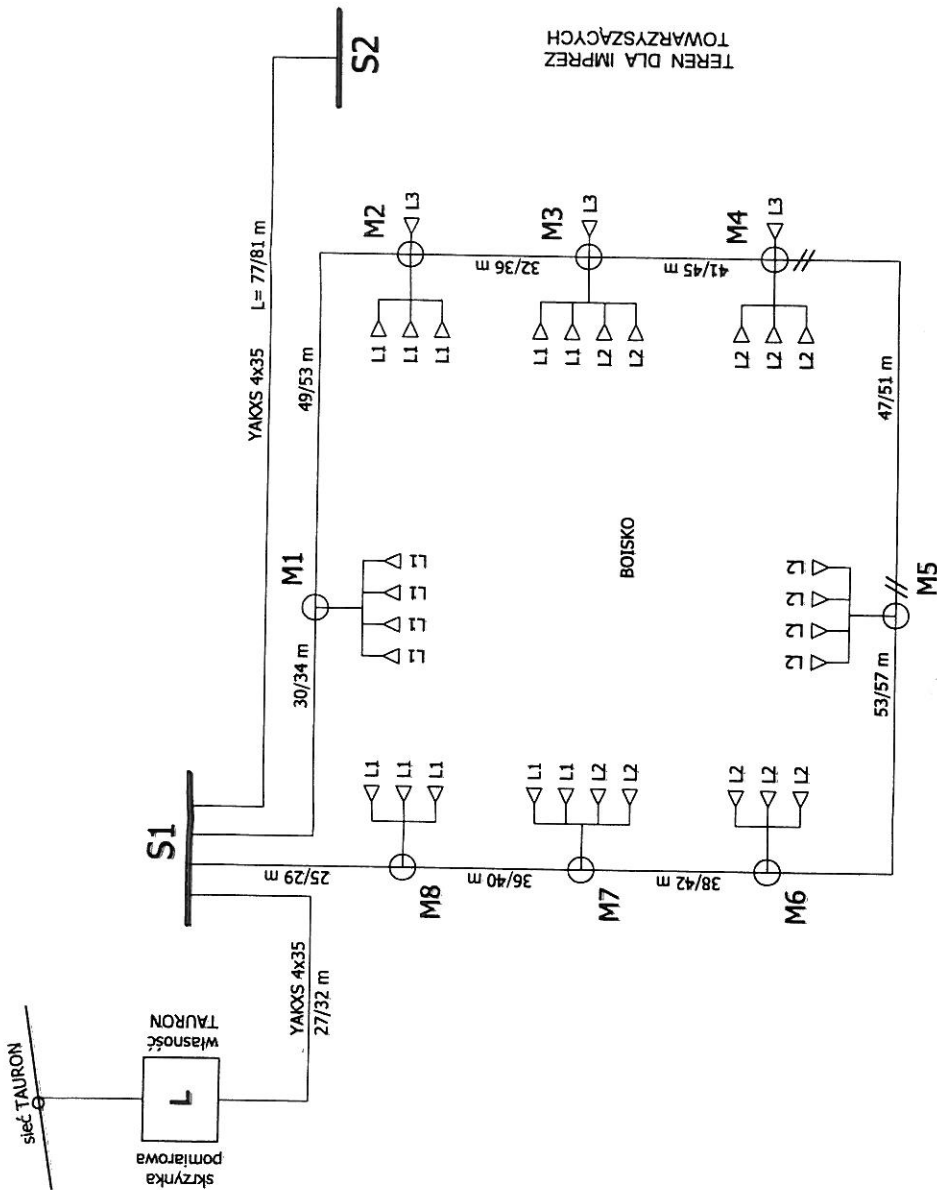 sieć TAURON
skrzynka
pomiarowa
L
własność
TAURON
YAKXS 4x35
27/32 m
S1
YAKXS 4x35 L= 77/81 m
S2
TEREN DLA IMPREZ
TOWARZYSZĄCYCH
25/29 m
30/34 m
M1
49/53 m
L1
L1
L1
L1
M2
L3
L1
L1
L1
32/36 m
M3
L3
L1
L1
L2
L2
41/45 m
M4
L3
L2
L2
L2
47/51 m
BOISKO
M8
L1
L1
L1
36/40 m
M7
L1
L1
L2
L2
38/42 m
M6
L2
L2
L2
53/57 m
M5
L2
L2
L2
L2